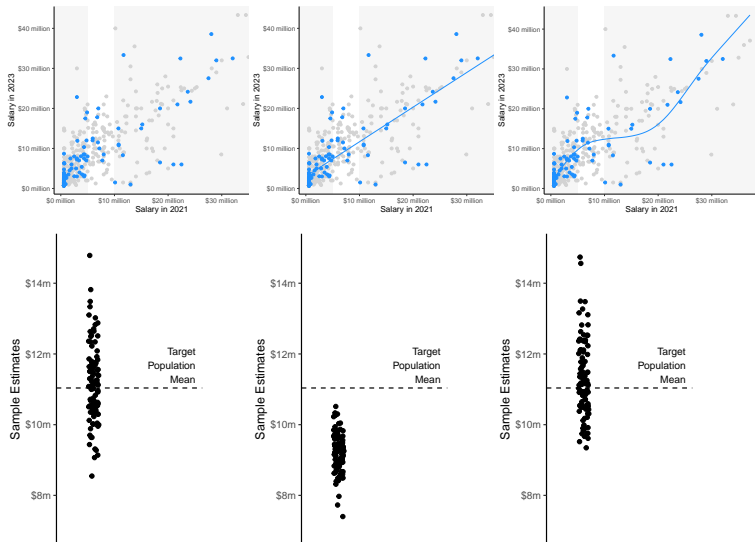 $40 million
$30 million
$20 million
$10 million
$0 million
Salary in 2023
$0 million
$10 million
$20 million
$30 million
Salary in 2021
$40 million
$30 million
$20 million
$10 million
$0 million
Salary in 2023
$0 million
$10 million
$20 million
$30 million
Salary in 2021
$40 million
$30 million
$20 million
$10 million
$0 million
Salary in 2023
$0 million
$10 million
$20 million
$30 million
Salary in 2021
$14m
$12m
$10m
$8m
Sample Estimates
Target
Population
Mean
$14m
$12m
$10m
$8m
Sample Estimates
Target
Population
Mean
$14m
$12m
$10m
$8m
Sample Estimates
Target
Population
Mean